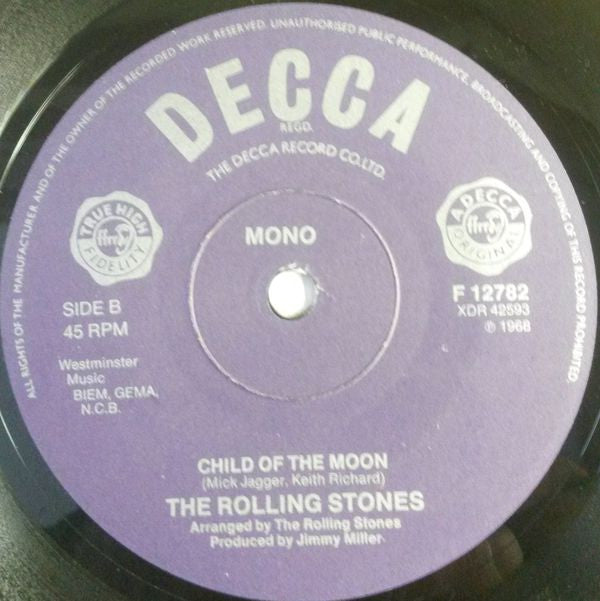 ALL RIGHTS OF THE MANUFACTURER AND OF THE OWNER OF THE RECORDED WORK RESERVED. UNAUTHORISED PUBLIC PERFORMANCE, BROADCASTING AND COPYING OF THIS RECORD PROHIBITED
DECCA
REGD.
THE DECCA RECORD CO. LTD.
TRUE HIGH
ffrr
FIDELITY
MONO
A DECCA
ffrr
ORIGINAL
SIDE B
45 RPM
F 12782
XDR 42593
℗ 1968
Westminster
Music
BIEM, GEMA,
N.C.B.
CHILD OF THE MOON
(Mick Jagger, Keith Richard)
THE ROLLING STONES
Arranged by The Rolling Stones
Produced by Jimmy Miller